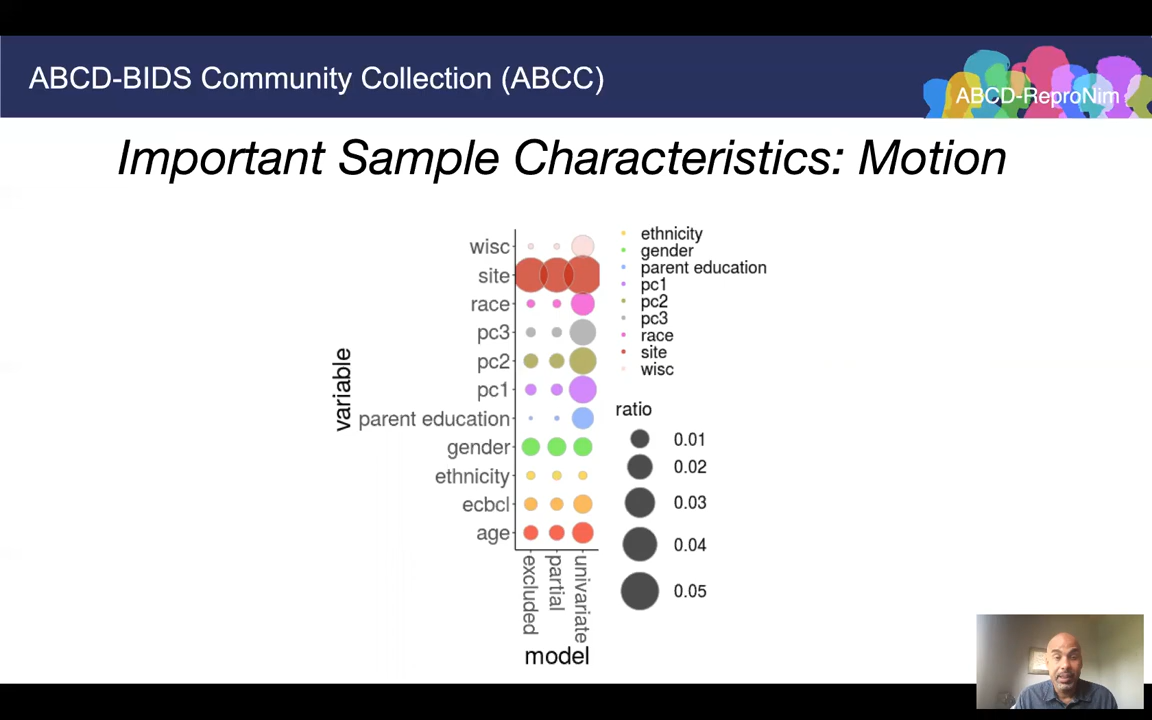 ABCD-BIDS Community Collection (ABCC)
ABCD-ReproNim
Important Sample Characteristics: Motion
variable
wisc
site
race
pc3
pc2
pc1
parent education
gender
ethnicity
ecbcl
age
excluded
partial
univariate
model
ethnicity
gender
parent education
pc1
pc2
pc3
race
site
wisc
ratio
0.01
0.02
0.03
0.04
0.05